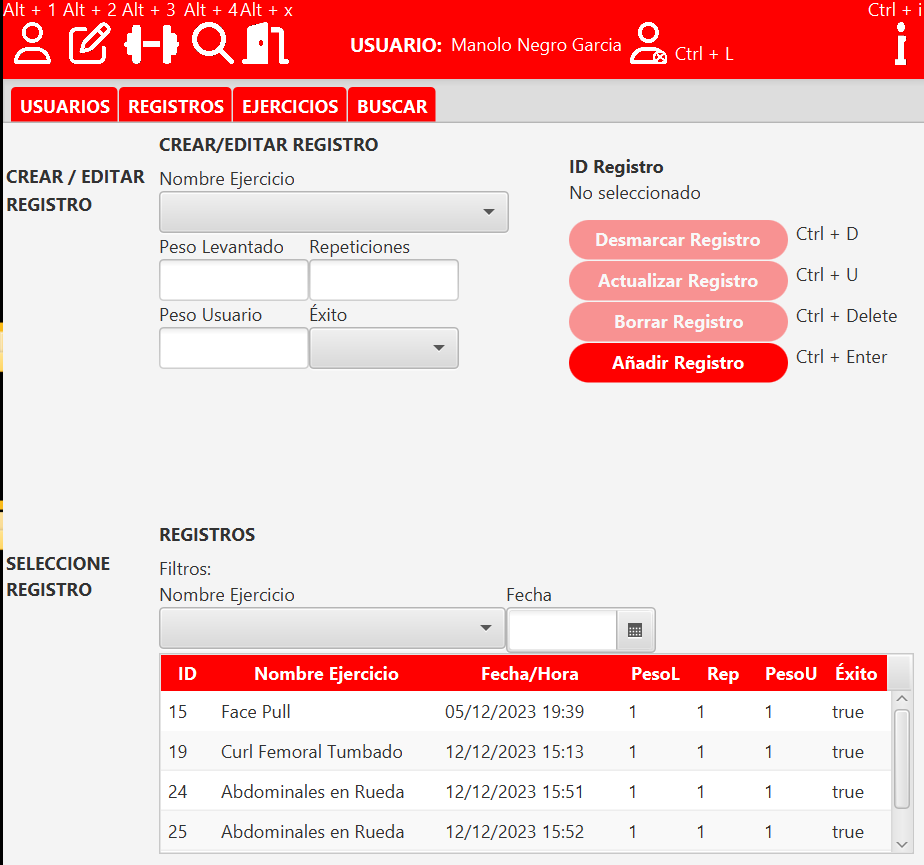 Alt + 1 Alt + 2 Alt + 3 Alt + 4 Alt + x Ctrl + i
USUARIO: Manolo Negro Garcia Ctrl + L
USUARIOS REGISTROS EJERCICIOS BUSCAR
CREAR / EDITAR
REGISTRO
CREAR/EDITAR REGISTRO
Nombre Ejercicio
Peso Levantado Repeticiones
Peso Usuario Éxito
ID Registro
No seleccionado
Desmarcar Registro Ctrl + D
Actualizar Registro Ctrl + U
Borrar Registro Ctrl + Delete
Añadir Registro Ctrl + Enter
SELECCIONE
REGISTRO
REGISTROS
Filtros:
Nombre Ejercicio Fecha
ID Nombre Ejercicio Fecha/Hora PesoL Rep PesoU Éxito
15 Face Pull 05/12/2023 19:39 1 1 1 true
19 Curl Femoral Tumbado 12/12/2023 15:13 1 1 1 true
24 Abdominales en Rueda 12/12/2023 15:51 1 1 1 true
25 Abdominales en Rueda 12/12/2023 15:52 1 1 1 true